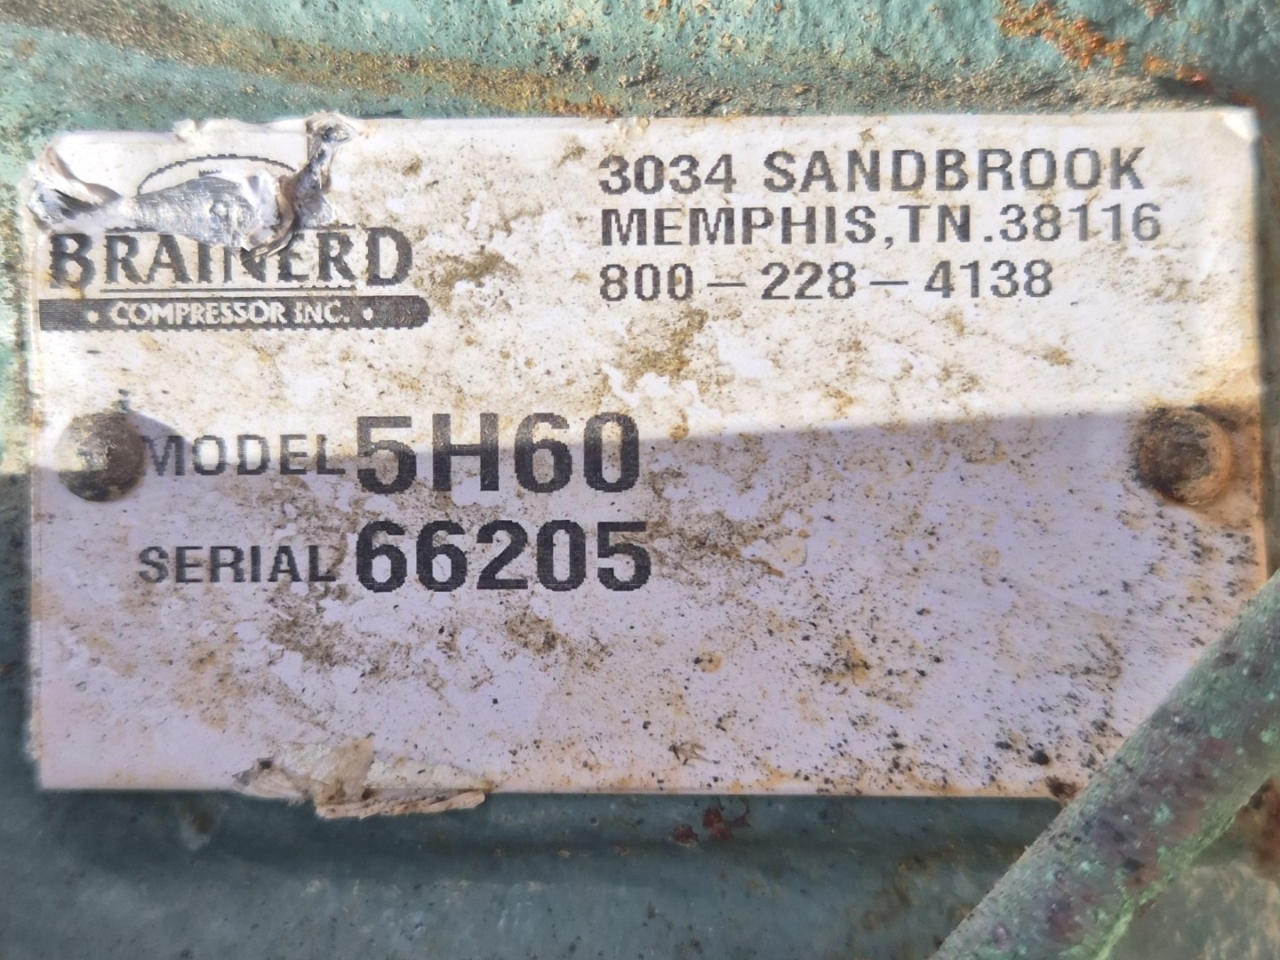 BRAINERD
• COMPRESSOR INC. •
3034 SANDBROOK
MEMPHIS, TN. 38116
800-228-4138
MODEL 5H60
SERIAL 66205